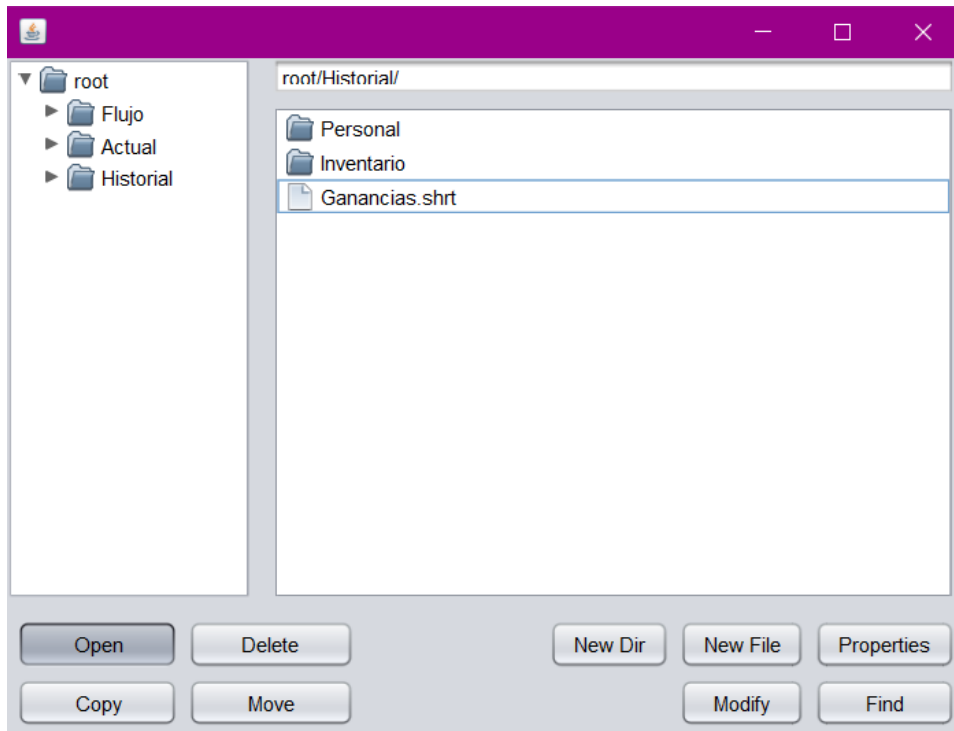 root
Flujo
Actual
Historial
root/Historial/
Personal
Inventario
Ganancias.shrt
Open Delete New Dir New File Properties
Copy Move Modify Find